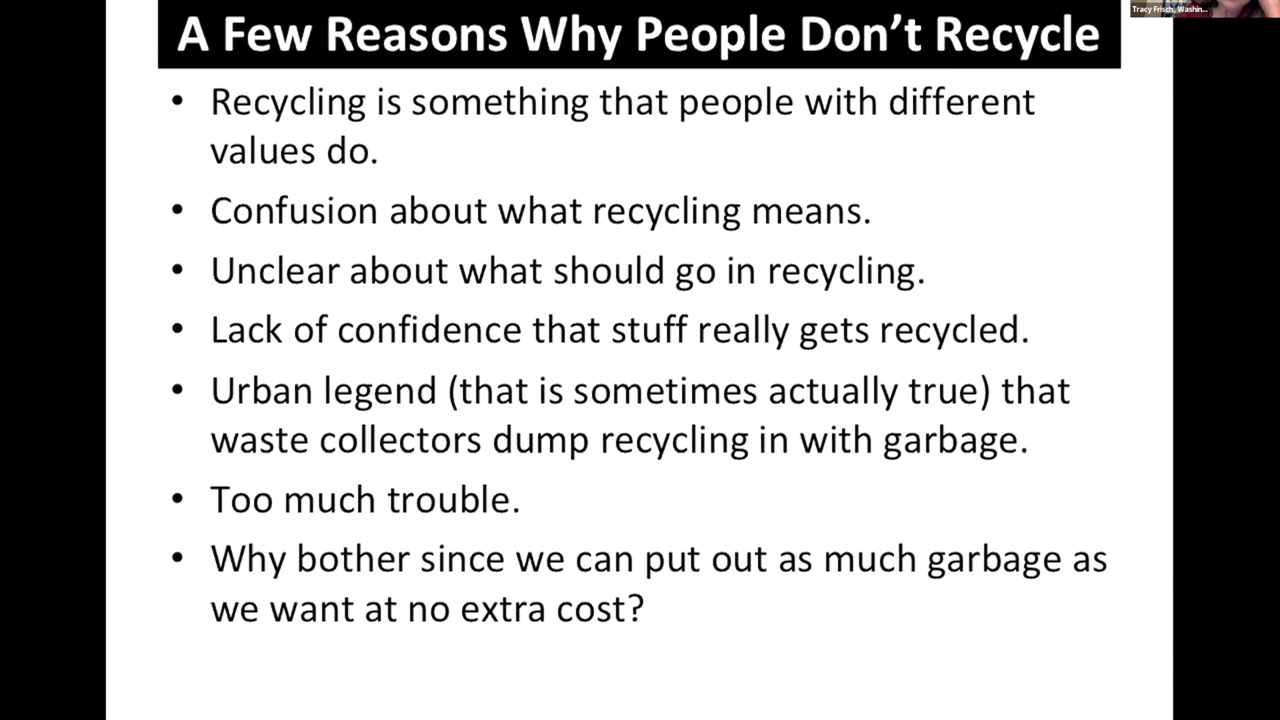 A Few Reasons Why People Don’t Recycle
Tracy Frisch, Washin...
• Recycling is something that people with different
values do.
• Confusion about what recycling means.
• Unclear about what should go in recycling.
• Lack of confidence that stuff really gets recycled.
• Urban legend (that is sometimes actually true) that
waste collectors dump recycling in with garbage.
• Too much trouble.
• Why bother since we can put out as much garbage as
we want at no extra cost?